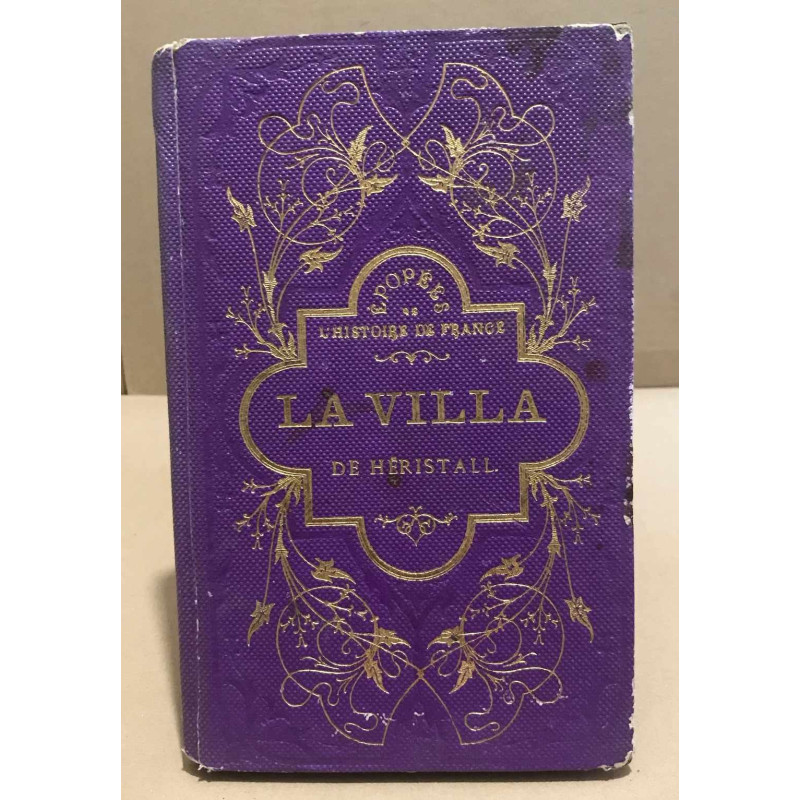 ÉPOPÉES
DE
L'HISTOIRE DE FRANCE
LA VILLA
DE HÉRISTALL.